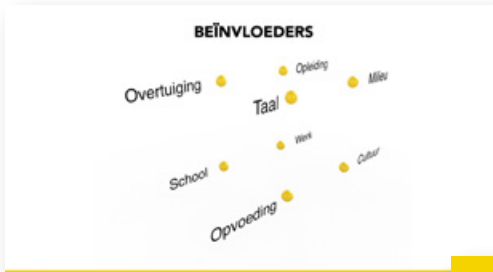 BEÏNVLOEDERS
Opleiding
Overtuiging
Milieu
Taal
Werk
School
Cultuur
Opvoeding